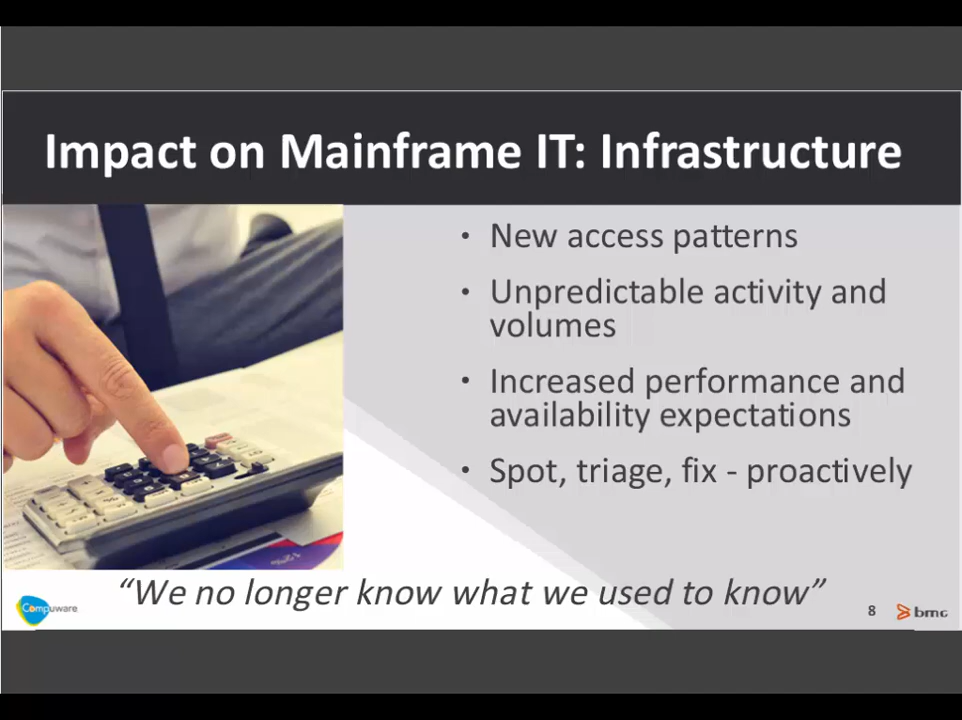 Impact on Mainframe IT: Infrastructure
• New access patterns
• Unpredictable activity and
volumes
• Increased performance and
availability expectations
• Spot, triage, fix - proactively
“We no longer know what we used to know”
Compuware
8
bmc